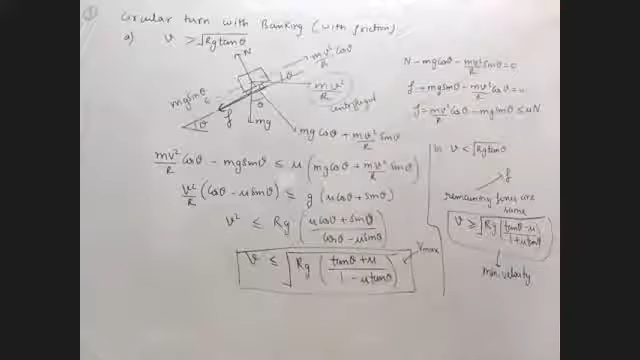 Circular turn with Banking (with friction)
a) v > √Rg tanθ
N
mv²/R cosθ
θ
mv²/R
centrifugal
mg sinθ
f
θ
θ
mg
mg cosθ + mv²/R sinθ
N - mg cosθ - mv²/R sinθ = 0
f + mg sinθ - mv²/R cosθ = 0
f = mv²/R cosθ - mg sinθ ≤ μN
mv²/R cosθ - mg sinθ ≤ μ (mg cosθ + mv²/R sinθ)
v²/R (cosθ - μ sinθ) ≤ g (μ cosθ + sinθ)
v² ≤ Rg (μ cosθ + sinθ / cosθ - μ sinθ)
v ≤ √Rg (tanθ + μ / 1 - μ tanθ)
Vmax
b) v < √Rg tanθ
f
remaining forces are
same
v ≥ √Rg (tanθ - μ / 1 + μ tanθ)
min. velocity